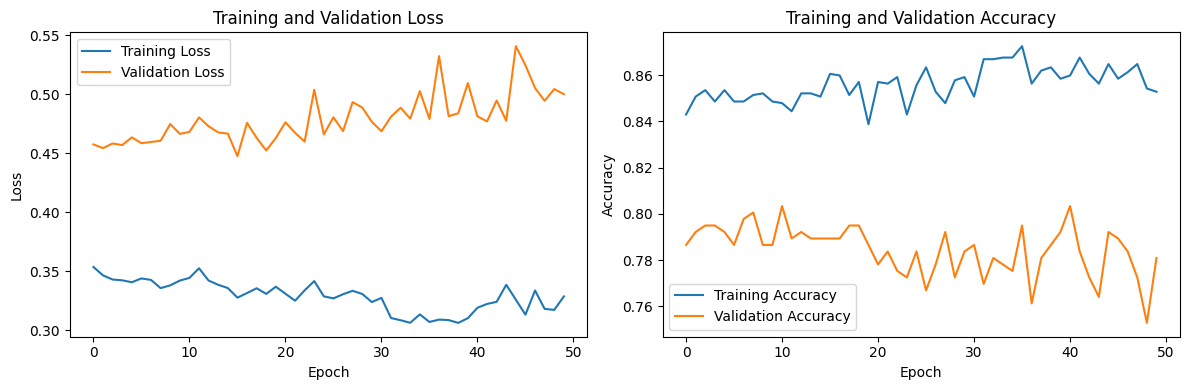 Training and Validation Loss
0.55
0.50
0.45
0.40
0.35
0.30
Loss
Training Loss
Validation Loss
0 10 20 30 40 50
Epoch
Training and Validation Accuracy
0.86
0.84
0.82
0.80
0.78
0.76
Accuracy
Training Accuracy
Validation Accuracy
0 10 20 30 40 50
Epoch